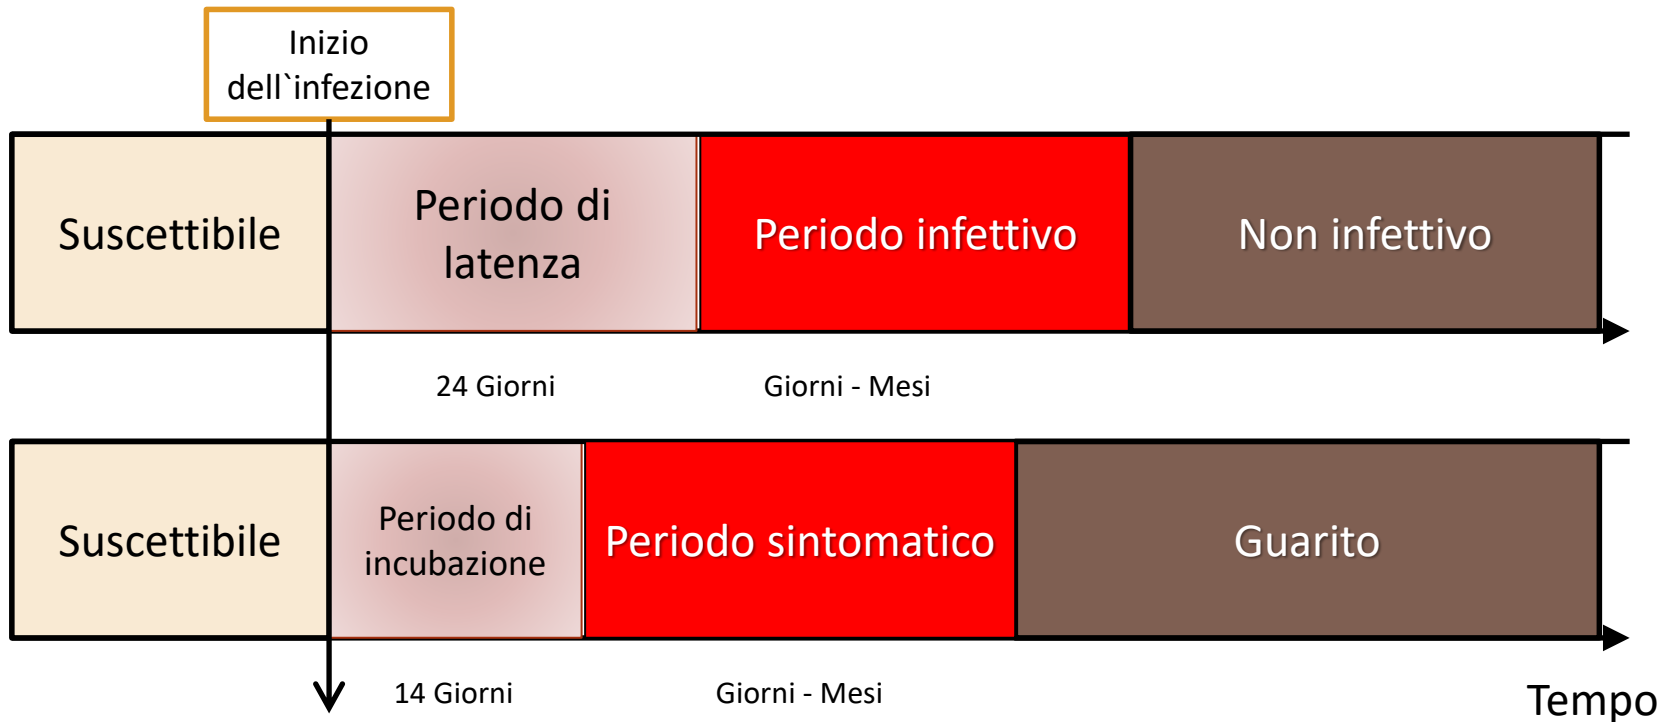 Inizio
dell`infezione
Suscettibile
Periodo di
latenza
Periodo infettivo
Non infettivo
24 Giorni
Giorni - Mesi
Suscettibile
Periodo di
incubazione
Periodo sintomatico
Guarito
14 Giorni
Giorni - Mesi
Tempo